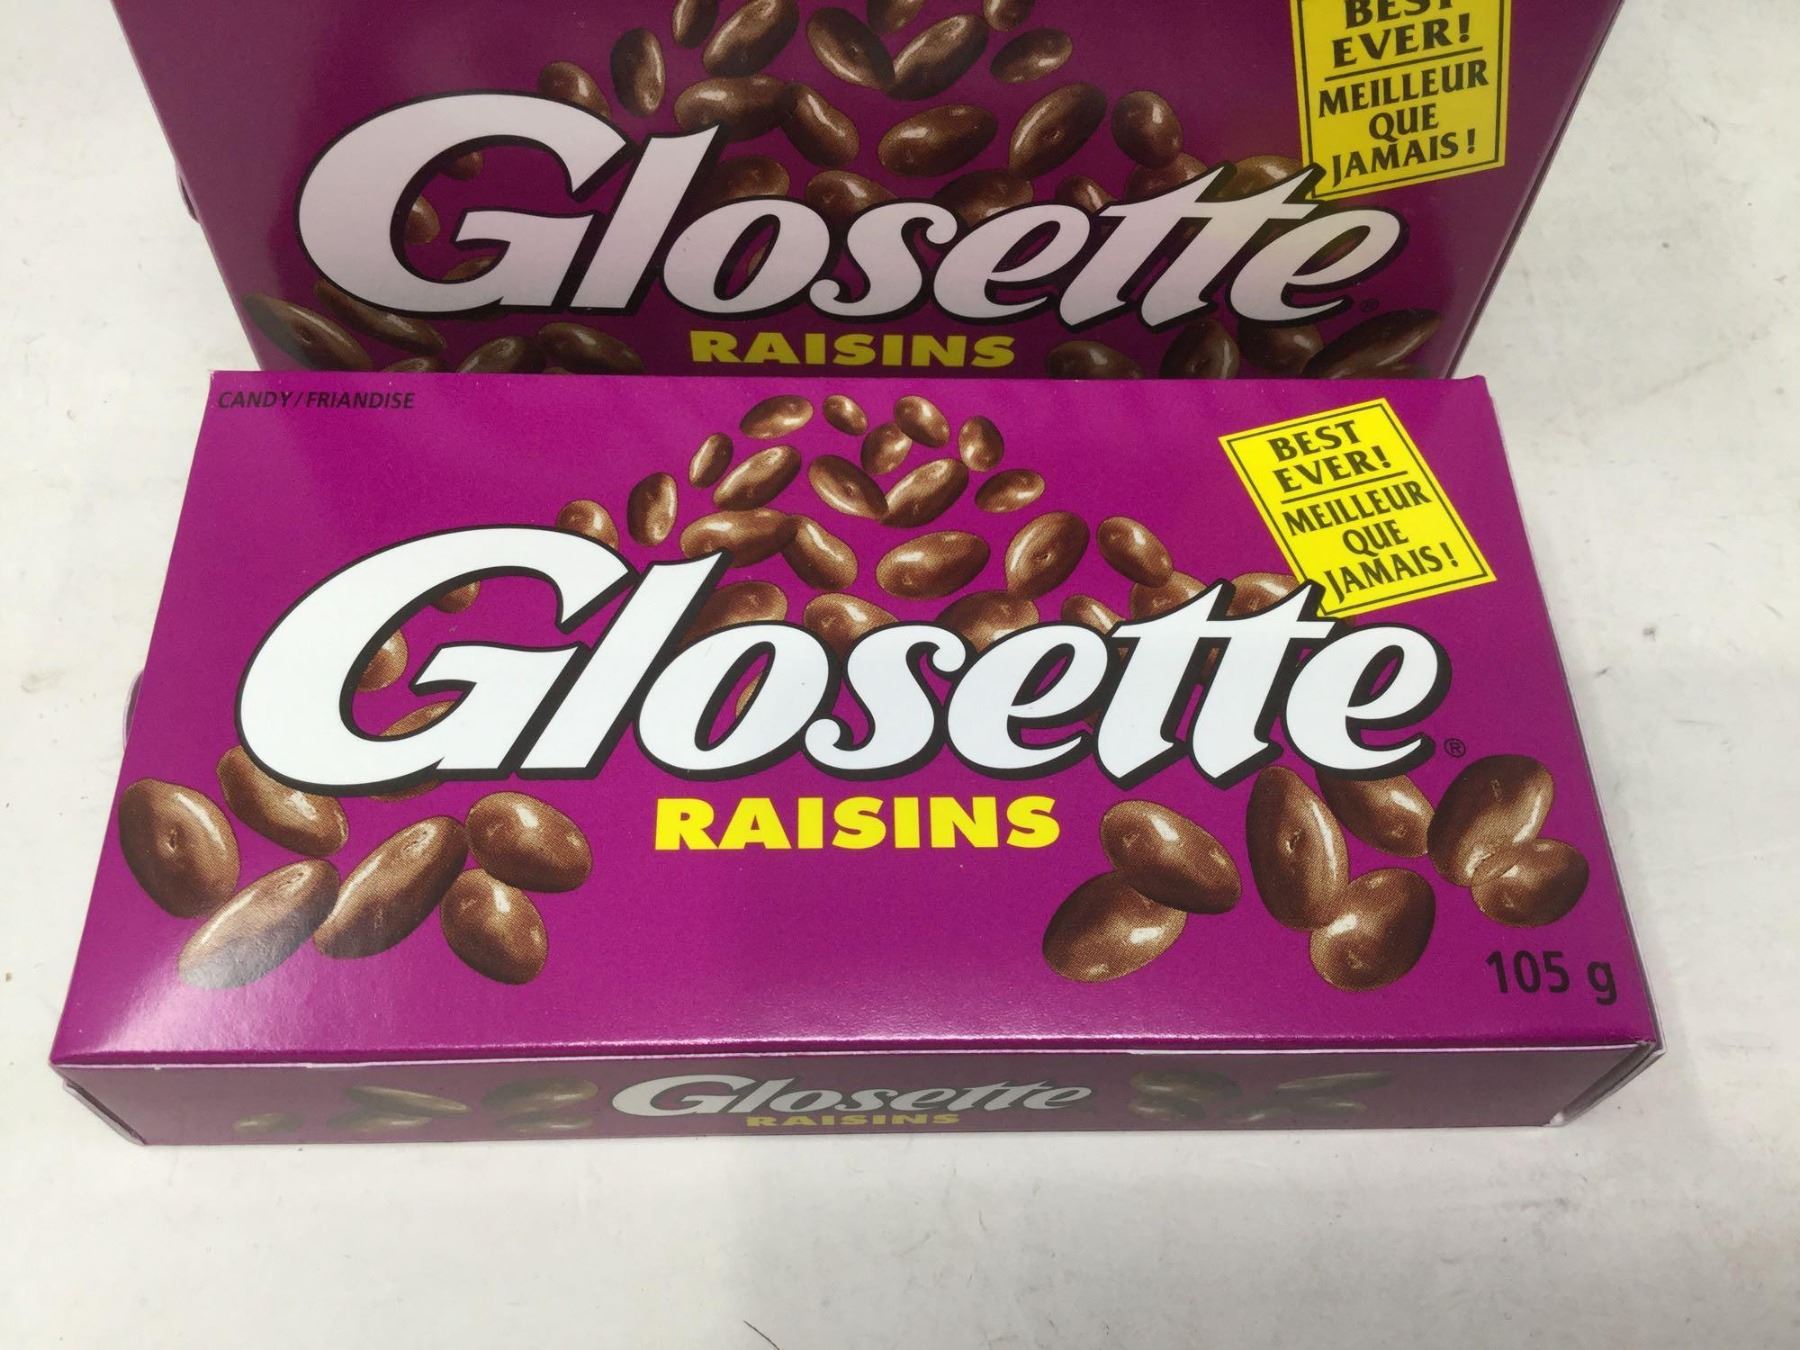 BEST
EVER!
MEILLEUR
QUE
JAMAIS!
Glosette
®
RAISINS
CANDY/FRIANDISE
BEST
EVER!
MEILLEUR
QUE
JAMAIS!
Glosette®
RAISINS
105 g
Glosette
RAISINS